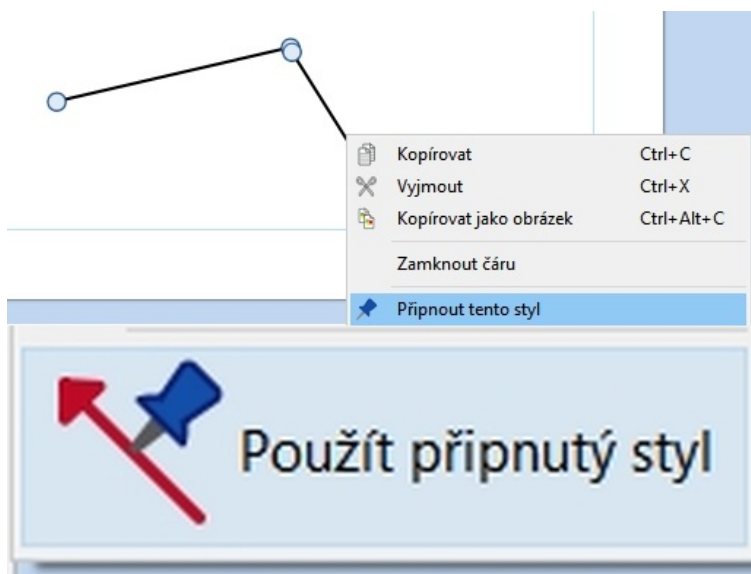 Kopírovat Ctrl+C
Vyjmout Ctrl+X
Kopírovat jako obrázek Ctrl+Alt+C
Zamknout čáru
Připnout tento styl
Použít připnutý styl